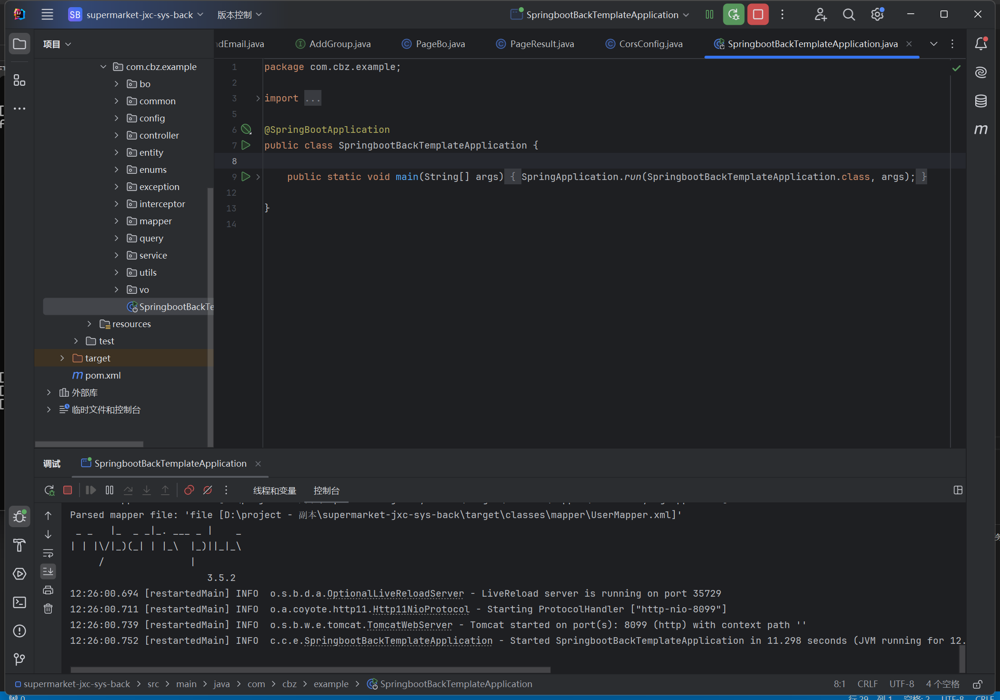 SB supermarket-jxc-sys-back 版本控制 SpringbootBackTemplateApplication
项目
ndEmail.java AddGroup.java PageBo.java PageResult.java CorsConfig.java SpringbootBackTemplateApplication.java
com.cbz.example
bo
common
config
controller
entity
enums
exception
interceptor
mapper
query
service
utils
vo
SpringbootBackTe
resources
test
target
pom.xml
外部库
临时文件和控制台
1 package com.cbz.example;
2
3 import ...
5
6 @SpringBootApplication
7 public class SpringbootBackTemplateApplication {
8
9 public static void main(String[] args) { SpringApplication.run(SpringbootBackTemplateApplication.class, args); }
12
13 }
14
调试 SpringbootBackTemplateApplication
线程和变量 控制台
Parsed mapper file: 'file [D:\project - 副本\supermarket-jxc-sys-back\target\classes\mapper\UserMapper.xml]'
 _ _   |_  _ _|_. ___ _ |    _
| | |\/|_)(_| | |_\  |_)||_|_\
     /               |
3.5.2
12:26:00.694 [restartedMain] INFO  o.s.b.d.a.OptionalLiveReloadServer - LiveReload server is running on port 35729
12:26:00.711 [restartedMain] INFO  o.a.coyote.http11.Http11NioProtocol - Starting ProtocolHandler ["http-nio-8099"]
12:26:00.739 [restartedMain] INFO  o.s.b.w.e.tomcat.TomcatWebServer - Tomcat started on port(s): 8099 (http) with context path ''
12:26:00.752 [restartedMain] INFO  c.c.e.SpringbootBackTemplateApplication - Started SpringbootBackTemplateApplication in 11.298 seconds (JVM running for 12.
supermarket-jxc-sys-back > src > main > java > com > cbz > example > SpringbootBackTemplateApplication 8:1 CRLF UTF-8 4 个空格